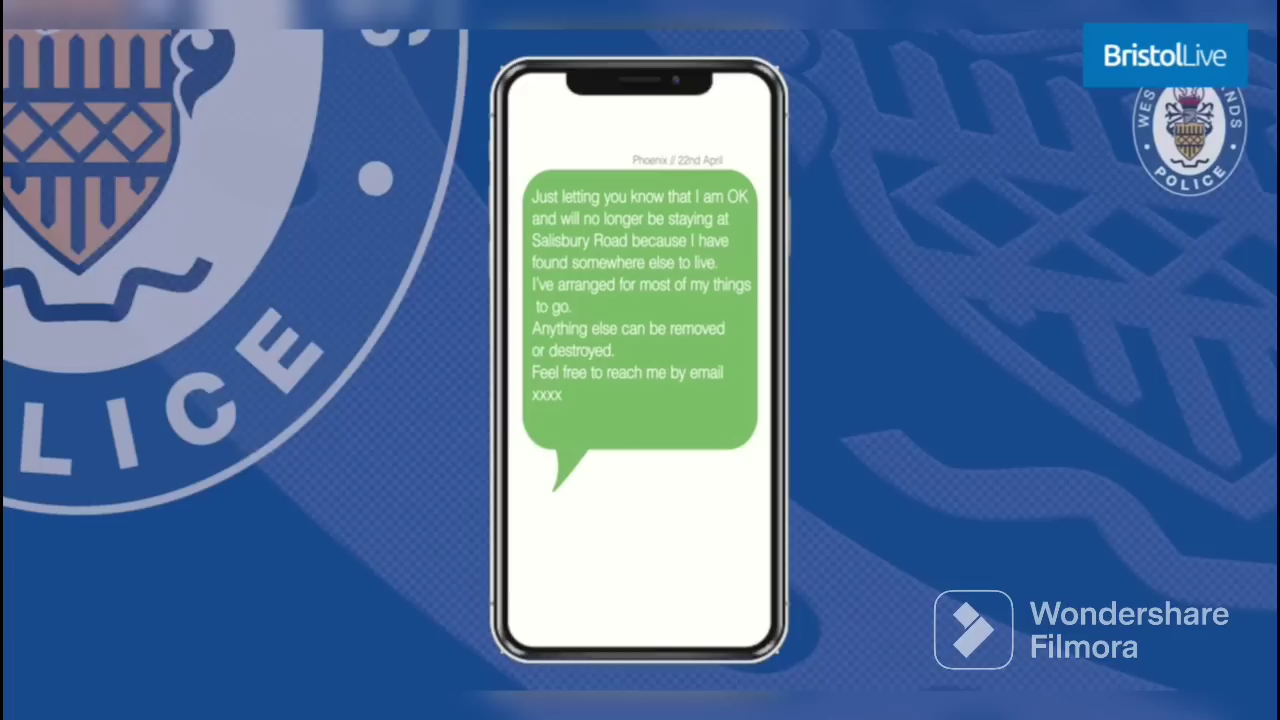 S
LICE
BristolLive
WES
NDS
POLICE
Phoenix // 22nd April
Just letting you know that I am OK
and will no longer be staying at
Salisbury Road because I have
found somewhere else to live.
I've arranged for most of my things
to go.
Anything else can be removed
or destroyed.
Feel free to reach me by email
xxxx
Wondershare
Filmora